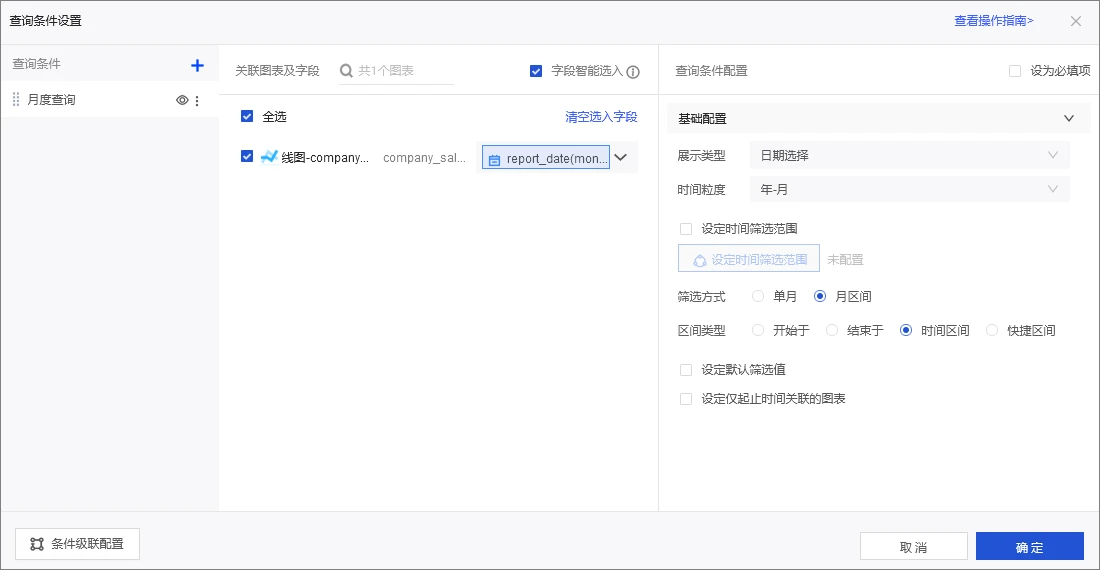 查询条件设置
查看操作指南>
查询条件
月度查询
关联图表及字段
共1个图表
字段智能选入
全选
清空选入字段
线图-company...
company_sal...
report_date(mon...
查询条件配置
设为必填项
基础配置
展示类型
日期选择
时间粒度
年-月
设定时间筛选范围
设定时间筛选范围
未配置
筛选方式
单月
月区间
区间类型
开始于
结束于
时间区间
快捷区间
设定默认筛选值
设定仅起止时间关联的图表
条件级联配置
取 消
确 定